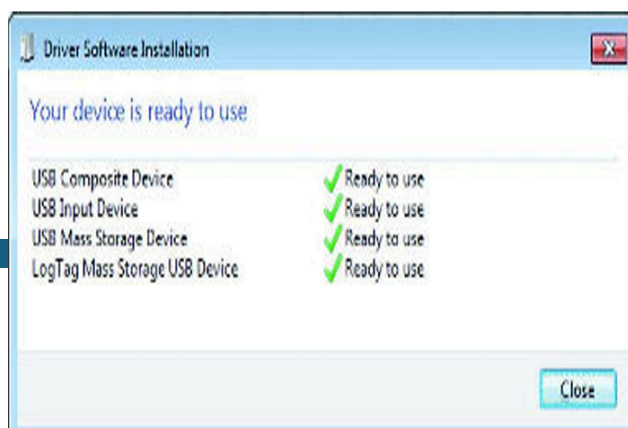 Driver Software Installation
Your device is ready to use
USB Composite Device Ready to use
USB Input Device Ready to use
USB Mass Storage Device Ready to use
LogTag Mass Storage USB Device Ready to use
Close